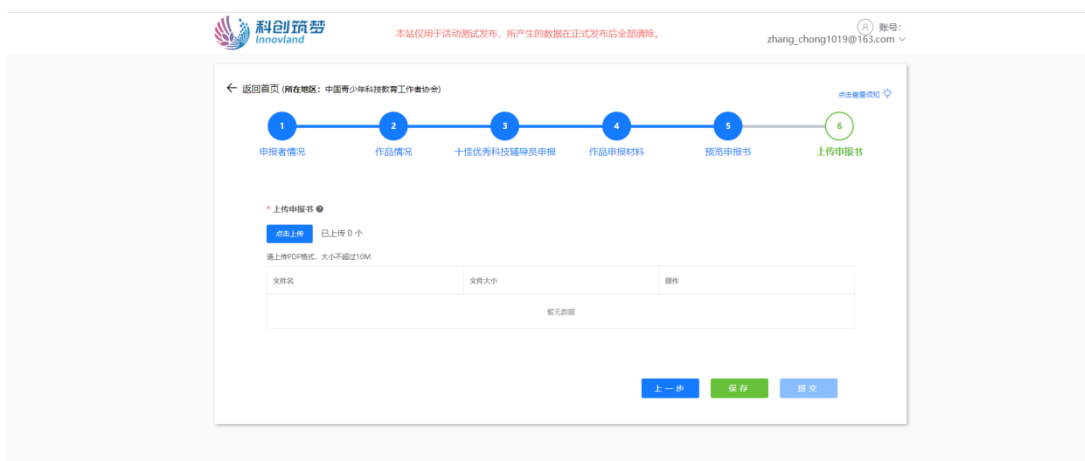 科创筑梦
Innovland
本站仅用于活动测试发布，所产生的数据在正式发布后全部清除。
账号:
zhang_chong1019@163.com
返回首页 (所在地区：中国青少年科技教育工作者协会)
点击查看须知
1 2 3 4 5 6
申报者情况 作品情况 十佳优秀科技辅导员申报 作品申报材料 预览申报书 上传申报书
* 上传申报书
点击上传 已上传 0 个
请上传PDF格式，大小不超过10M
文件名 文件大小 操作
暂无数据
上一步 保存 提交